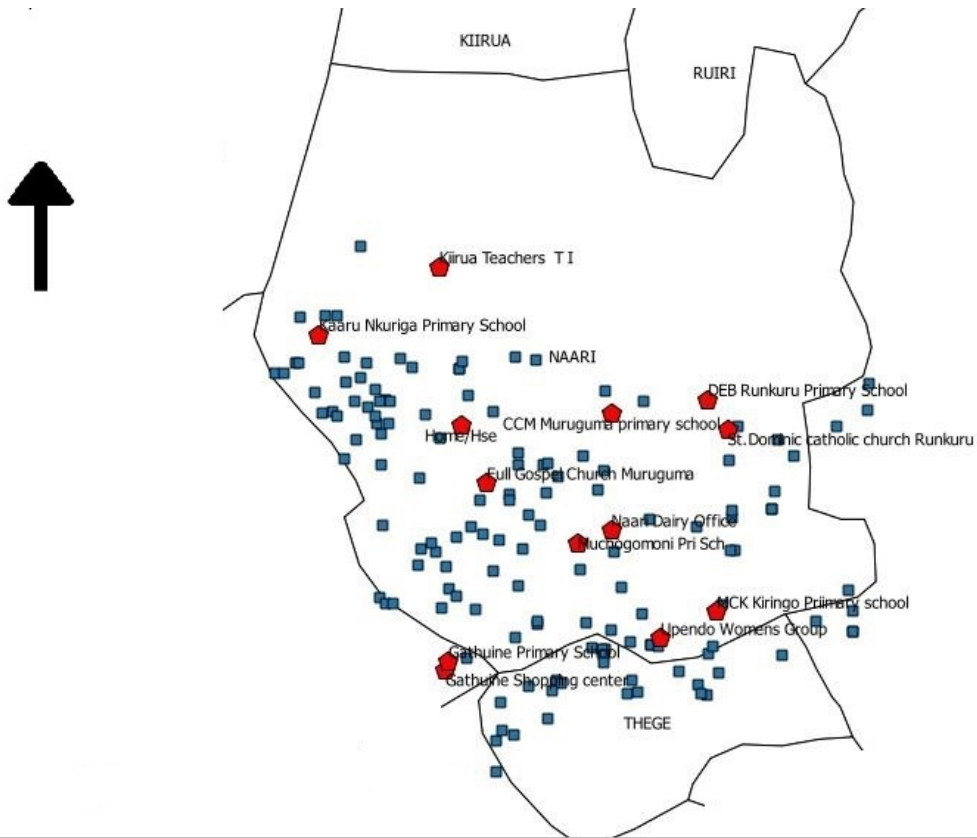 KIIRUA
RUIRI
Kiirua Teachers T I
Kaaru Nkuriga Primary School
NAARI
DEB Runkuru Primary School
CCM Muruguma primary school
Home/Hse
St.Dominic catholic church Runkuru
Full Gospel Church Muruguma
Naari Dairy Office
Muchogomoni Pri Sch
MCK Kiringo Priimary school
Upendo Womens Group
Gathuine Primary School
Gathuine Shopping center
THEGE